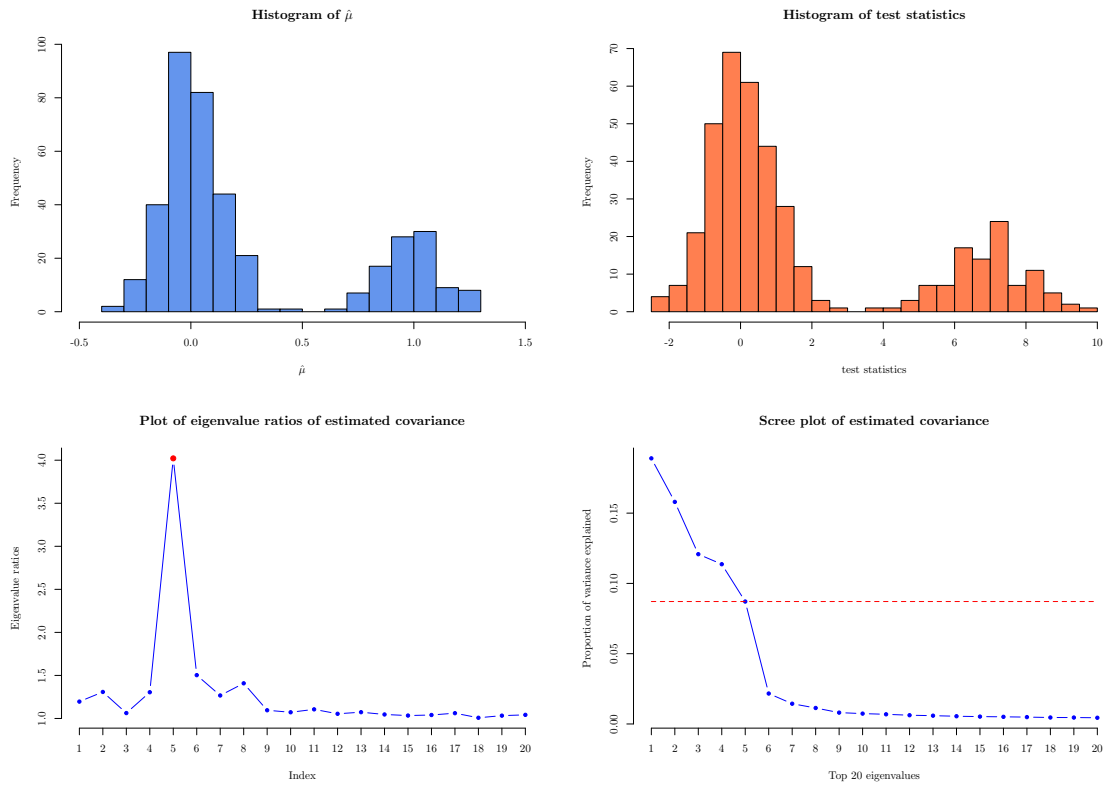 Histogram of μ̂
Frequency
0 20 40 60 80 100
-0.5 0.0 0.5 1.0 1.5
μ̂
Histogram of test statistics
Frequency
0 10 20 30 40 50 60 70
-2 0 2 4 6 8 10
test statistics
Plot of eigenvalue ratios of estimated covariance
Eigenvalue ratios
1.0 1.5 2.0 2.5 3.0 3.5 4.0
1 2 3 4 5 6 7 8 9 10 11 12 13 14 15 16 17 18 19 20
Index
Scree plot of estimated covariance
Proportion of variance explained
0.00 0.05 0.10 0.15
1 2 3 4 5 6 7 8 9 10 11 12 13 14 15 16 17 18 19 20
Top 20 eigenvalues